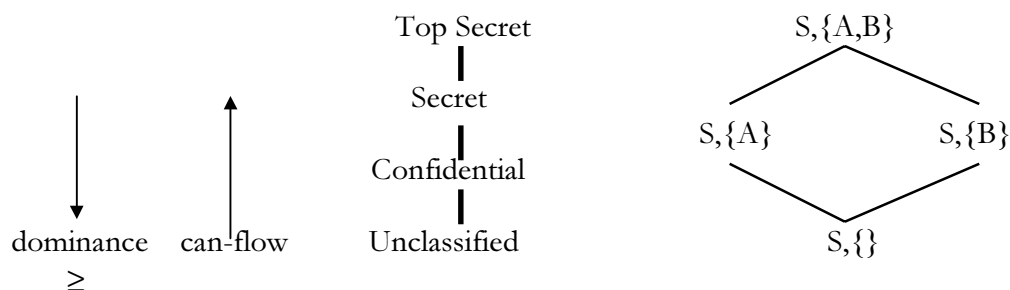 Top Secret
Secret
Confidential
Unclassified
dominance
≥
can-flow
S,{A,B}
S,{A}
S,{B}
S,{}